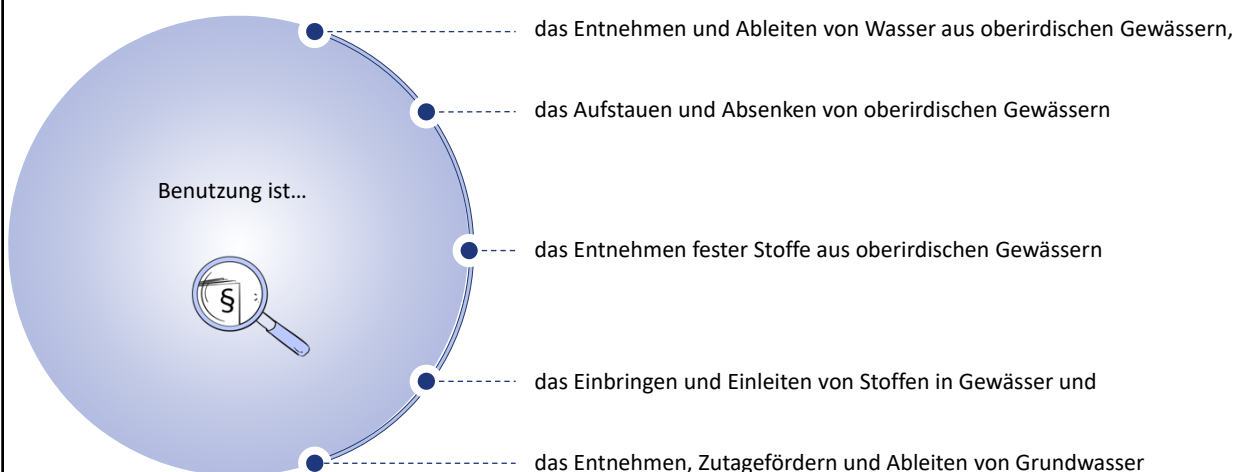 das Entnehmen und Ableiten von Wasser aus oberirdischen Gewässern,
das Aufstauen und Absenken von oberirdischen Gewässern
Benutzung ist…
das Entnehmen fester Stoffe aus oberirdischen Gewässern
§
das Einbringen und Einleiten von Stoffen in Gewässer und
das Entnehmen, Zutagefördern und Ableiten von Grundwasser